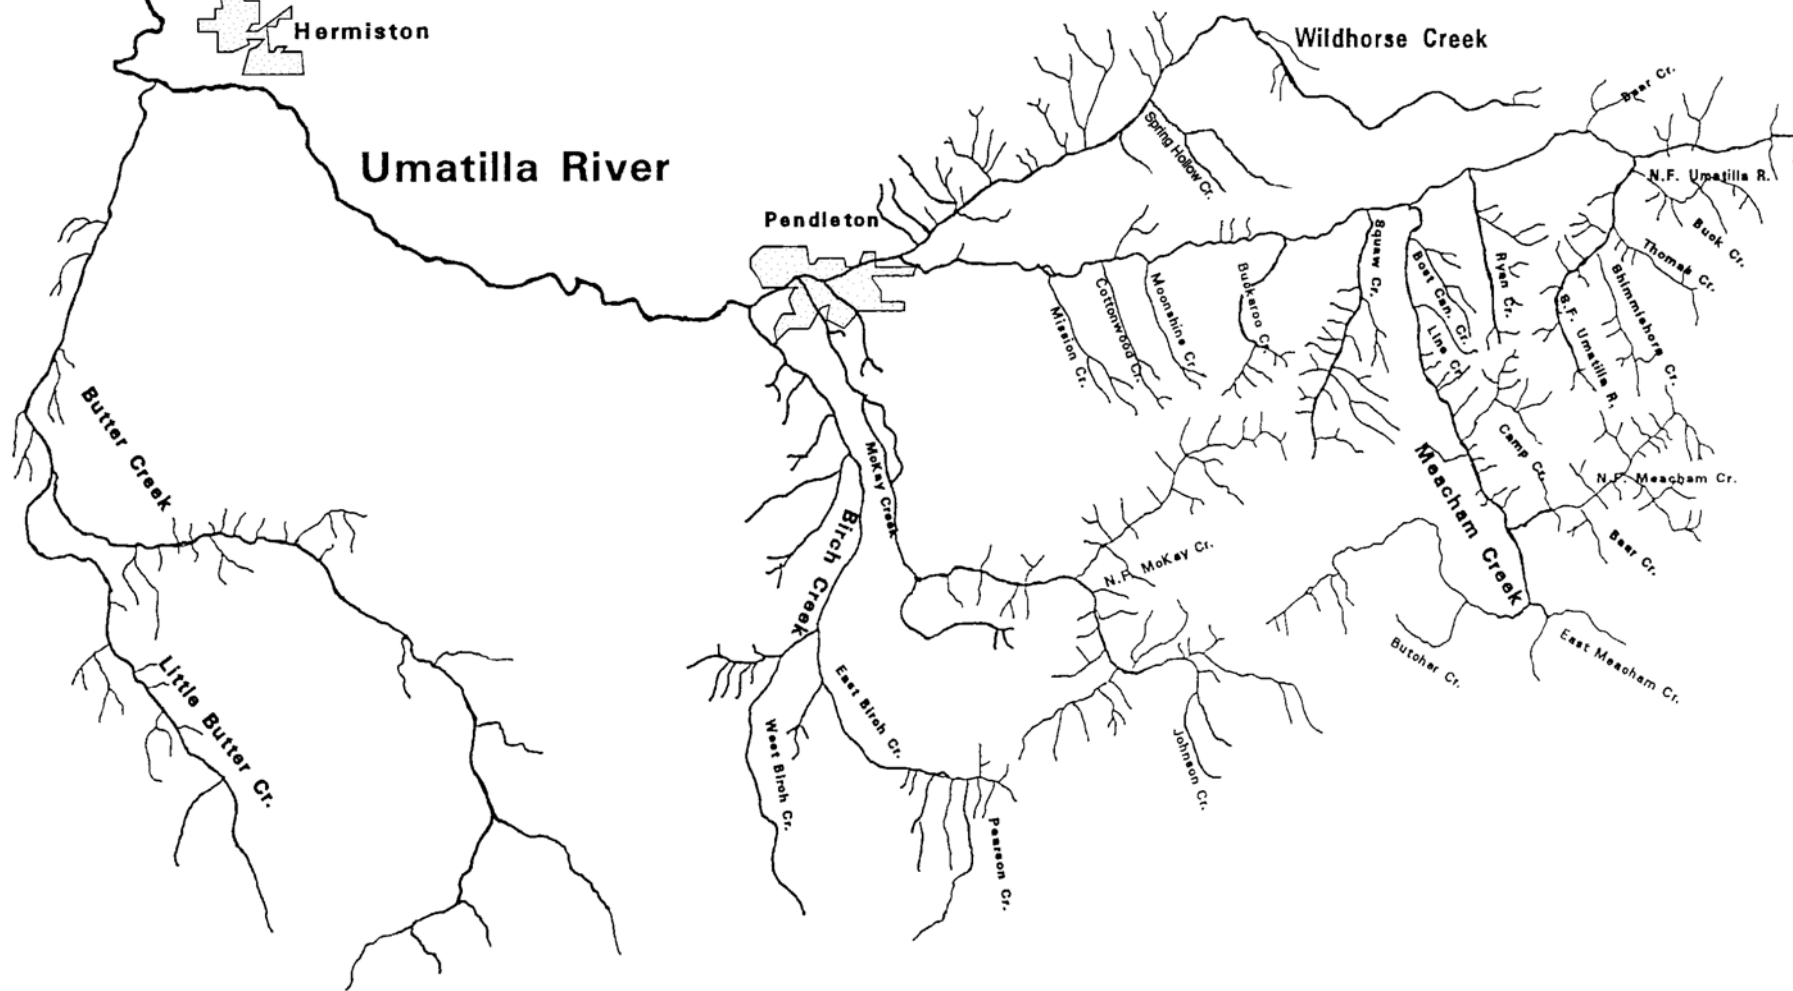 Hermiston
Wildhorse Creek
Bear Cr.
Umatilla River
Spring Hollow Cr.
N.F. Umatilla R.
Pendleton
Buck Cr.
Squaw Cr.
Thomas Cr.
Boat Can. Cr.
Ryan Cr.
Shimmiehorn Cr.
Buckaroo Cr.
Moonshine Cr.
Cottonwood Cr.
Mission Cr.
S.F. Umatilla R.
Line Cr.
Butter Creek
Camp Cr.
McKay Creek
Meacham Creek
N.F. Meacham Cr.
Birch Creek
Bear Cr.
N.F. McKay Cr.
East Meacham Cr.
Butcher Cr.
Little Butter Cr.
East Birch Cr.
West Birch Cr.
Johnson Cr.
Pearson Cr.